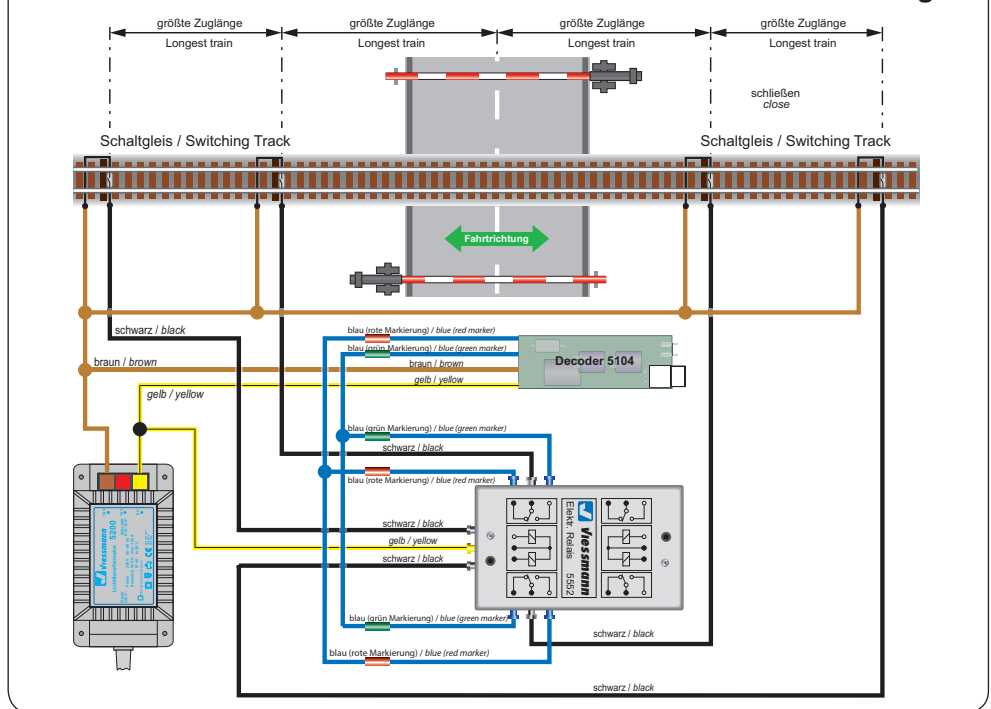 g
größte Zuglänge
Longest train
größte Zuglänge
Longest train
größte Zuglänge
Longest train
größte Zuglänge
Longest train
schließen
close
Schaltgleis / Switching Track
Schaltgleis / Switching Track
Fahrtrichtung
schwarz / black
braun / brown
gelb / yellow
blau (rote Markierung) / blue (red marker)
blau (grün Markierung) / blue (green marker)
braun / brown
gelb / yellow
Decoder 5104
blau (grün Markierung) / blue (green marker)
schwarz / black
blau (rote Markierung) / blue (red marker)
schwarz / black
gelb / yellow
schwarz / black
viessmann
Elektr. Relais 5552
viessmann
Lichttransformator 5200
blau (grün Markierung) / blue (green marker)
schwarz / black
blau (rote Markierung) / blue (red marker)
schwarz / black